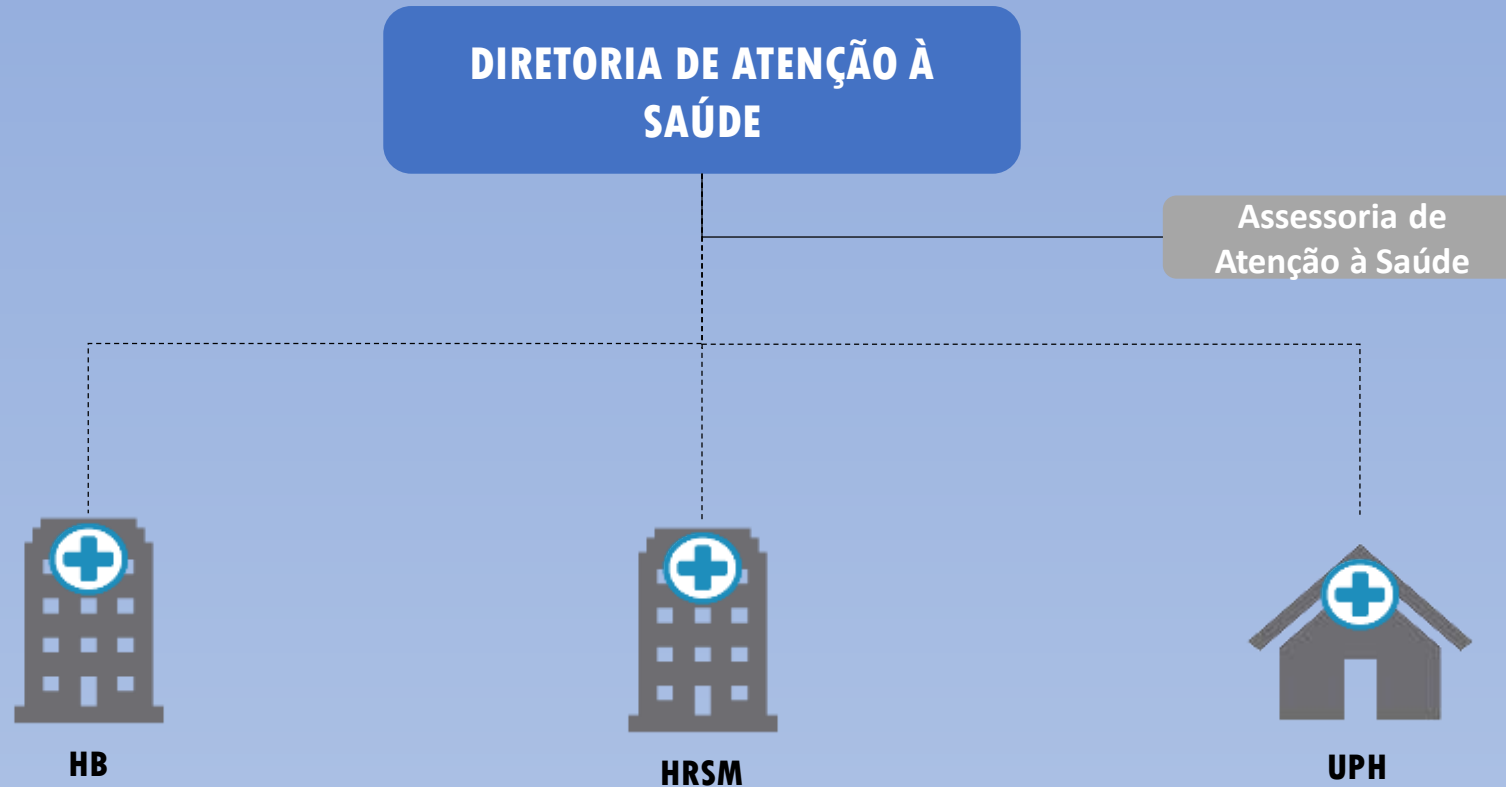 DIRETORIA DE ATENÇÃO À
SAÚDE
Assessoria de
Atenção à Saúde
HB
HRSM
UPH